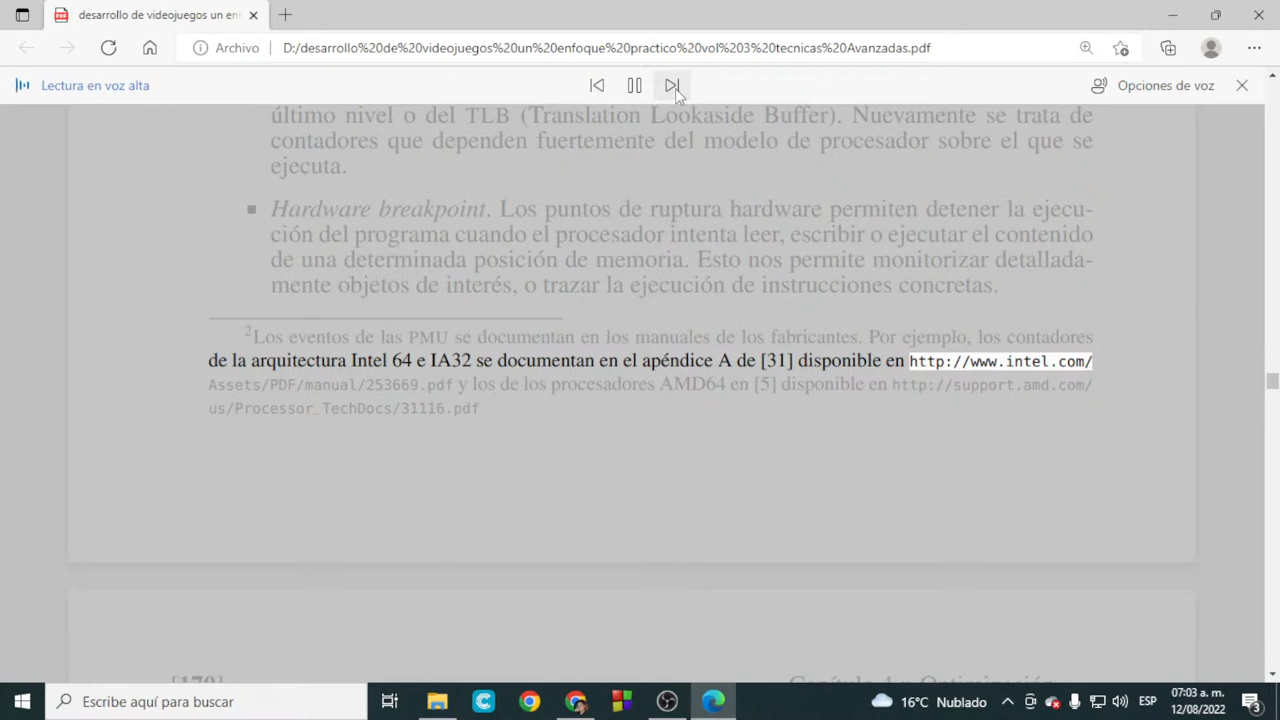 desarrollo de videojuegos un en
Archivo
D:/desarrollo%20de%20videojuegos%20un%20enfoque%20practico%20vol%203%20tecnicas%20Avanzadas.pdf
Lectura en voz alta
Opciones de voz
último nivel o del TLB (Translation Lookaside Buffer). Nuevamente se trata de
contadores que dependen fuertemente del modelo de procesador sobre el que se
ejecuta.
■ Hardware breakpoint. Los puntos de ruptura hardware permiten detener la ejecu-
ción del programa cuando el procesador intenta leer, escribir o ejecutar el contenido
de una determinada posición de memoria. Esto nos permite monitorizar detallada-
mente objetos de interés, o trazar la ejecución de instrucciones concretas.
2Los eventos de las PMU se documentan en los manuales de los fabricantes. Por ejemplo, los contadores
de la arquitectura Intel 64 e IA32 se documentan en el apéndice A de [31] disponible en http://www.intel.com/
Assets/PDF/manual/253669.pdf y los de los procesadores AMD64 en [5] disponible en http://support.amd.com/
us/Processor_TechDocs/31116.pdf
[170] Capítulo 4 :: Optimización
Escribe aquí para buscar
16°C Nublado
ESP
07:03 a. m.
12/08/2022
3